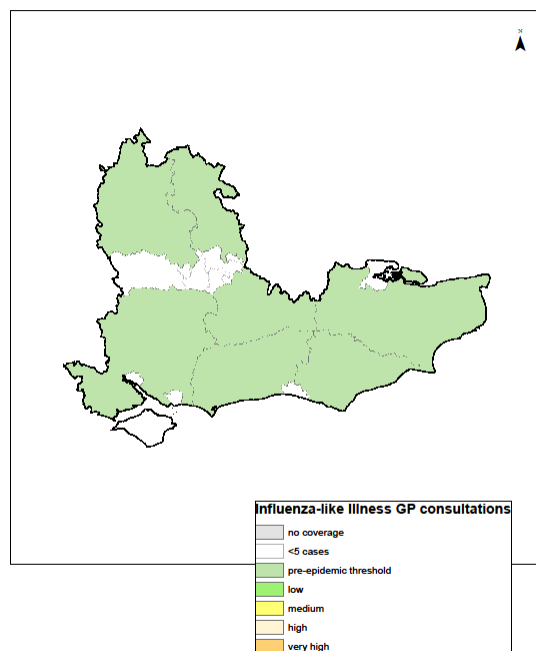 N
Influenza-like Illness GP consultations
no coverage
<5 cases
pre-epidemic threshold
low
medium
high
very high